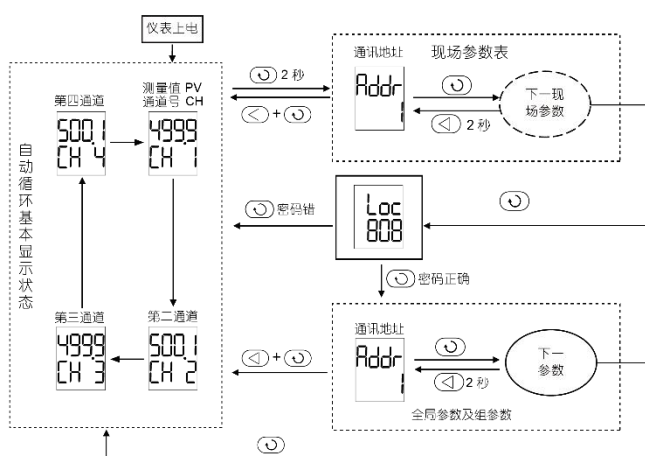 仪表上电
测量值 PV
通道号 CH
第四通道
500.1
CH 4
499.9
CH 1
自动循环基本显示状态
第三通道
499.9
CH 3
第二通道
500.1
CH 2
2 秒
+
通讯地址
现场参数表
Addr
1
2 秒
下一现
场参数
密码错
Loc
808
密码正确
+
通讯地址
Addr
1
2 秒
下一
参数
全局参数及组参数